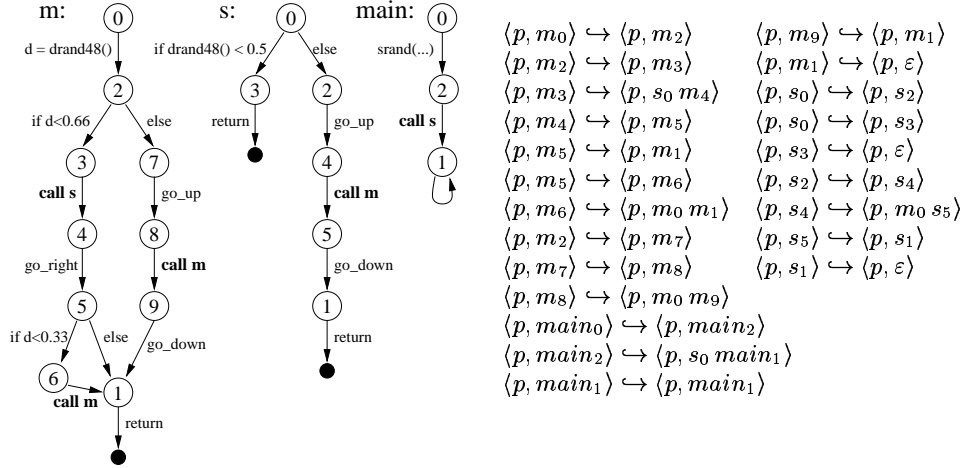 m:
0
d = drand48()
2
if d<0.66
else
3
7
call s
go_up
4
8
go_right
call m
5
9
if d<0.33
else
go_down
6
1
call m
return
s:
0
if drand48() < 0.5
else
3
2
return
go_up
4
call m
5
go_down
1
return
main:
0
srand(...)
2
call s
1
⟨p, m₀⟩ ↪ ⟨p, m₂⟩
⟨p, m₂⟩ ↪ ⟨p, m₃⟩
⟨p, m₃⟩ ↪ ⟨p, s₀ m₄⟩
⟨p, m₄⟩ ↪ ⟨p, m₅⟩
⟨p, m₅⟩ ↪ ⟨p, m₁⟩
⟨p, m₅⟩ ↪ ⟨p, m₆⟩
⟨p, m₆⟩ ↪ ⟨p, m₀ m₁⟩
⟨p, m₂⟩ ↪ ⟨p, m₇⟩
⟨p, m₇⟩ ↪ ⟨p, m₈⟩
⟨p, m₈⟩ ↪ ⟨p, m₀ m₉⟩
⟨p, main₀⟩ ↪ ⟨p, main₂⟩
⟨p, main₂⟩ ↪ ⟨p, s₀ main₁⟩
⟨p, main₁⟩ ↪ ⟨p, main₁⟩
⟨p, m₉⟩ ↪ ⟨p, m₁⟩
⟨p, m₁⟩ ↪ ⟨p, ε⟩
⟨p, s₀⟩ ↪ ⟨p, s₂⟩
⟨p, s₀⟩ ↪ ⟨p, s₃⟩
⟨p, s₃⟩ ↪ ⟨p, ε⟩
⟨p, s₂⟩ ↪ ⟨p, s₄⟩
⟨p, s₄⟩ ↪ ⟨p, m₀ s₅⟩
⟨p, s₅⟩ ↪ ⟨p, s₁⟩
⟨p, s₁⟩ ↪ ⟨p, ε⟩